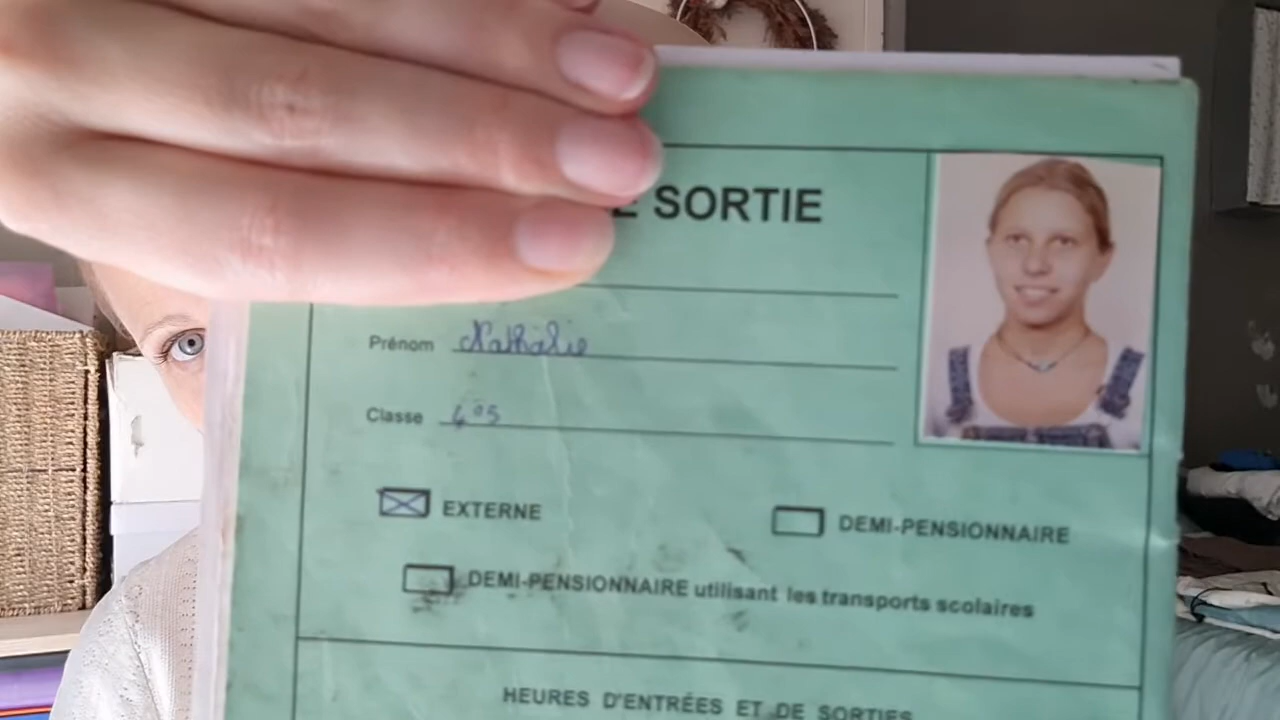 SORTIE
Prénom Nathalie
Classe 4°5
EXTERNE
DEMI-PENSIONNAIRE
DEMI-PENSIONNAIRE utilisant les transports scolaires
HEURES D'ENTRÉES ET DE SORTIES